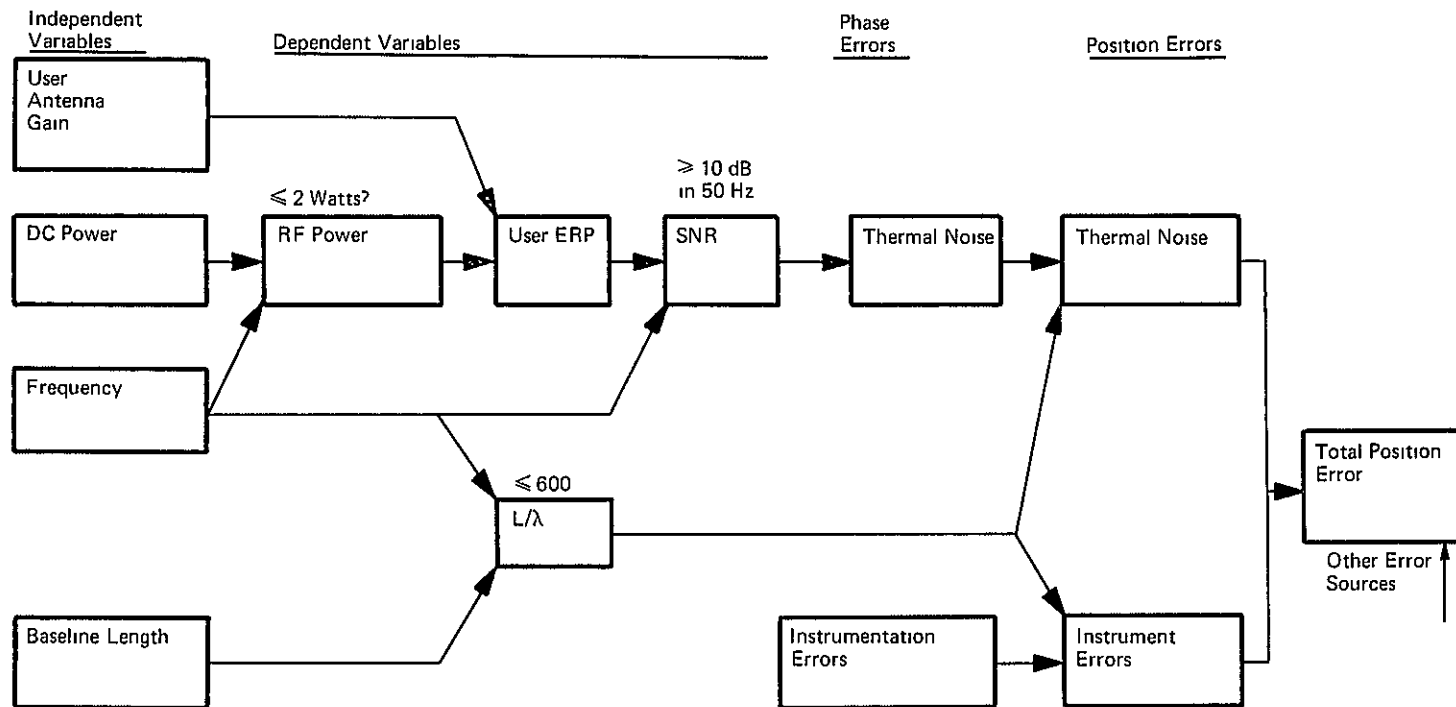 Independent
Variables
Dependent Variables
Phase
Errors
Position Errors
User
Antenna
Gain
⩽ 2 Watts?
⩾ 10 dB
in 50 Hz
DC Power
RF Power
User ERP
SNR
Thermal Noise
Thermal Noise
Frequency
⩽ 600
L/λ
Total Position
Error
Other Error
Sources
Baseline Length
Instrumentation
Errors
Instrument
Errors